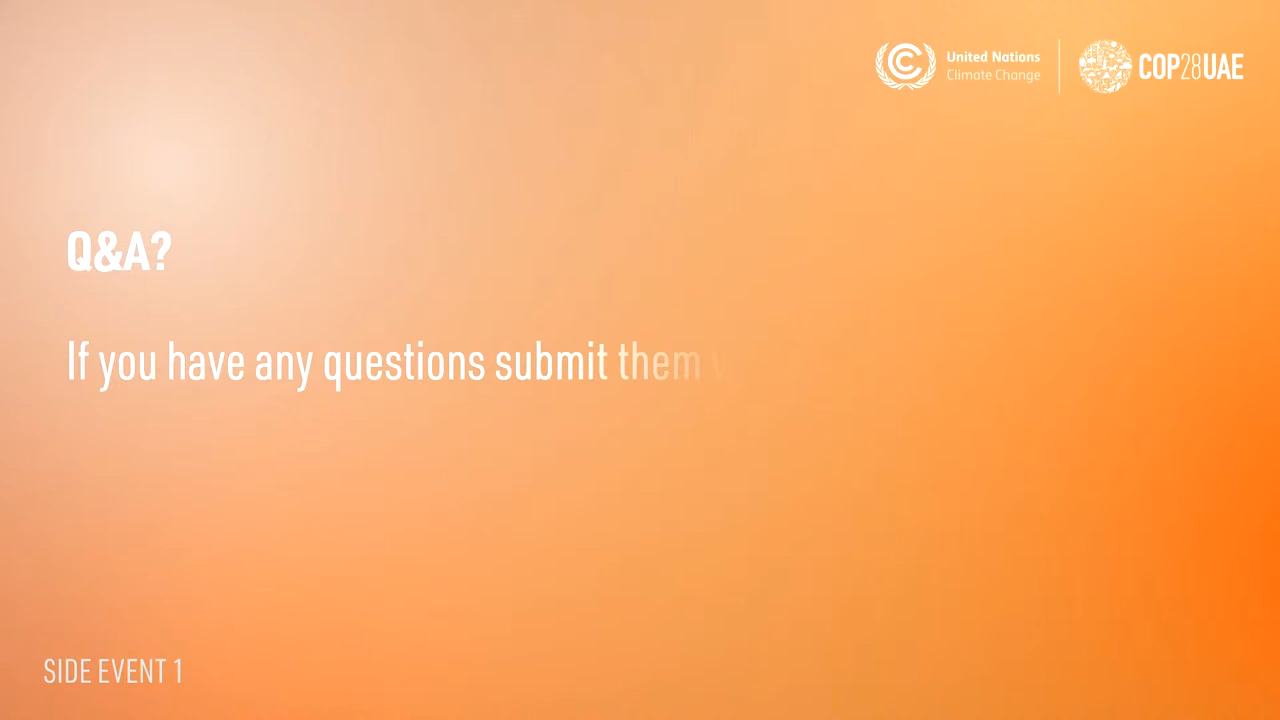 United Nations
Climate Change
COP28UAE
Q&A?
If you have any questions submit them
SIDE EVENT 1